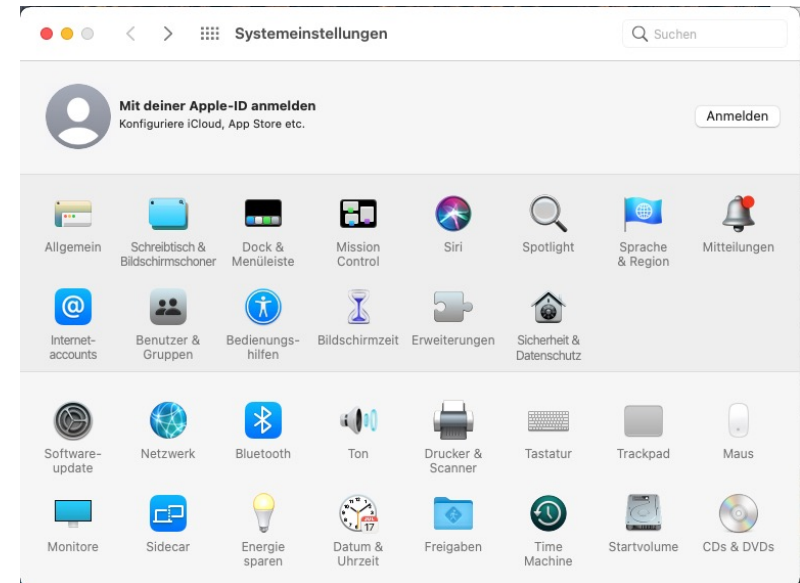 Systemeinstellungen
Suchen
Mit deiner Apple-ID anmelden
Konfiguriere iCloud, App Store etc.
Anmelden
Allgemein
Schreibtisch &
Bildschirmschoner
Dock &
Menüleiste
Mission
Control
Siri
Spotlight
Sprache
& Region
Mitteilungen
@
Internet-
accounts
Benutzer &
Gruppen
Bedienungs-
hilfen
Bildschirmzeit
Erweiterungen
Sicherheit &
Datenschutz
Software-
update
Netzwerk
Bluetooth
Ton
Drucker &
Scanner
Tastatur
Trackpad
Maus
Monitore
Sidecar
Energie
sparen
17
Datum &
Uhrzeit
Freigaben
Time
Machine
Startvolume
CDs & DVDs